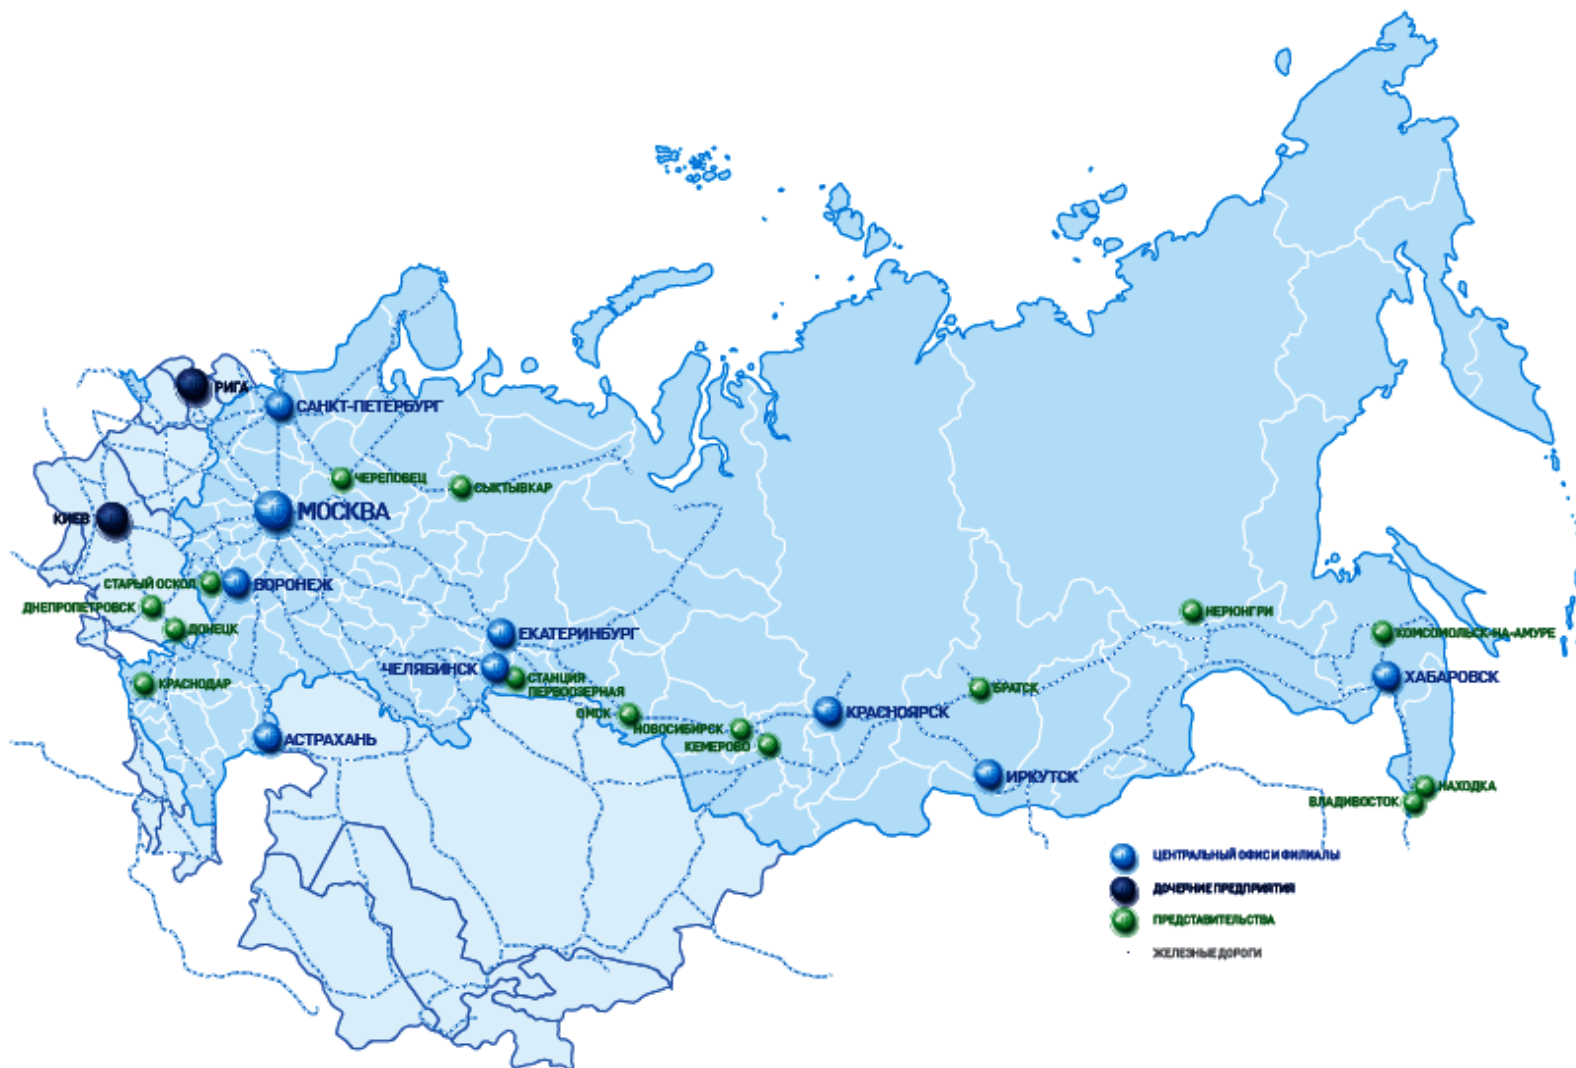 РИГА
САНКТ-ПЕТЕРБУРГ
ЧЕРЕПОВЕЦ
СЫКТЫВКАР
МОСКВА
КИЕВ
СТАРЫЙ ОСКОЛ
ВОРОНЕЖ
ДНЕПРОПЕТРОВСК
ДОНЕЦК
НЕРЮНГРИ
КОМСОМОЛЬСК-НА-АМУРЕ
ЕКАТЕРИНБУРГ
ЧЕЛЯБИНСК
СТАНЦИЯ
ПЕРВООЗЕРНАЯ
КРАСНОДАР
ХАБАРОВСК
БРАТСК
ОМСК
КРАСНОЯРСК
НОВОСИБИРСК
КЕМЕРОВО
АСТРАХАНЬ
ИРКУТСК
НАХОДКА
ВЛАДИВОСТОК
ЦЕНТРАЛЬНЫЙ ОФИС И ФИЛИАЛЫ
ДОЧЕРНИЕ ПРЕДПРИЯТИЯ
ПРЕДСТАВИТЕЛЬСТВА
ЖЕЛЕЗНЫЕ ДОРОГИ